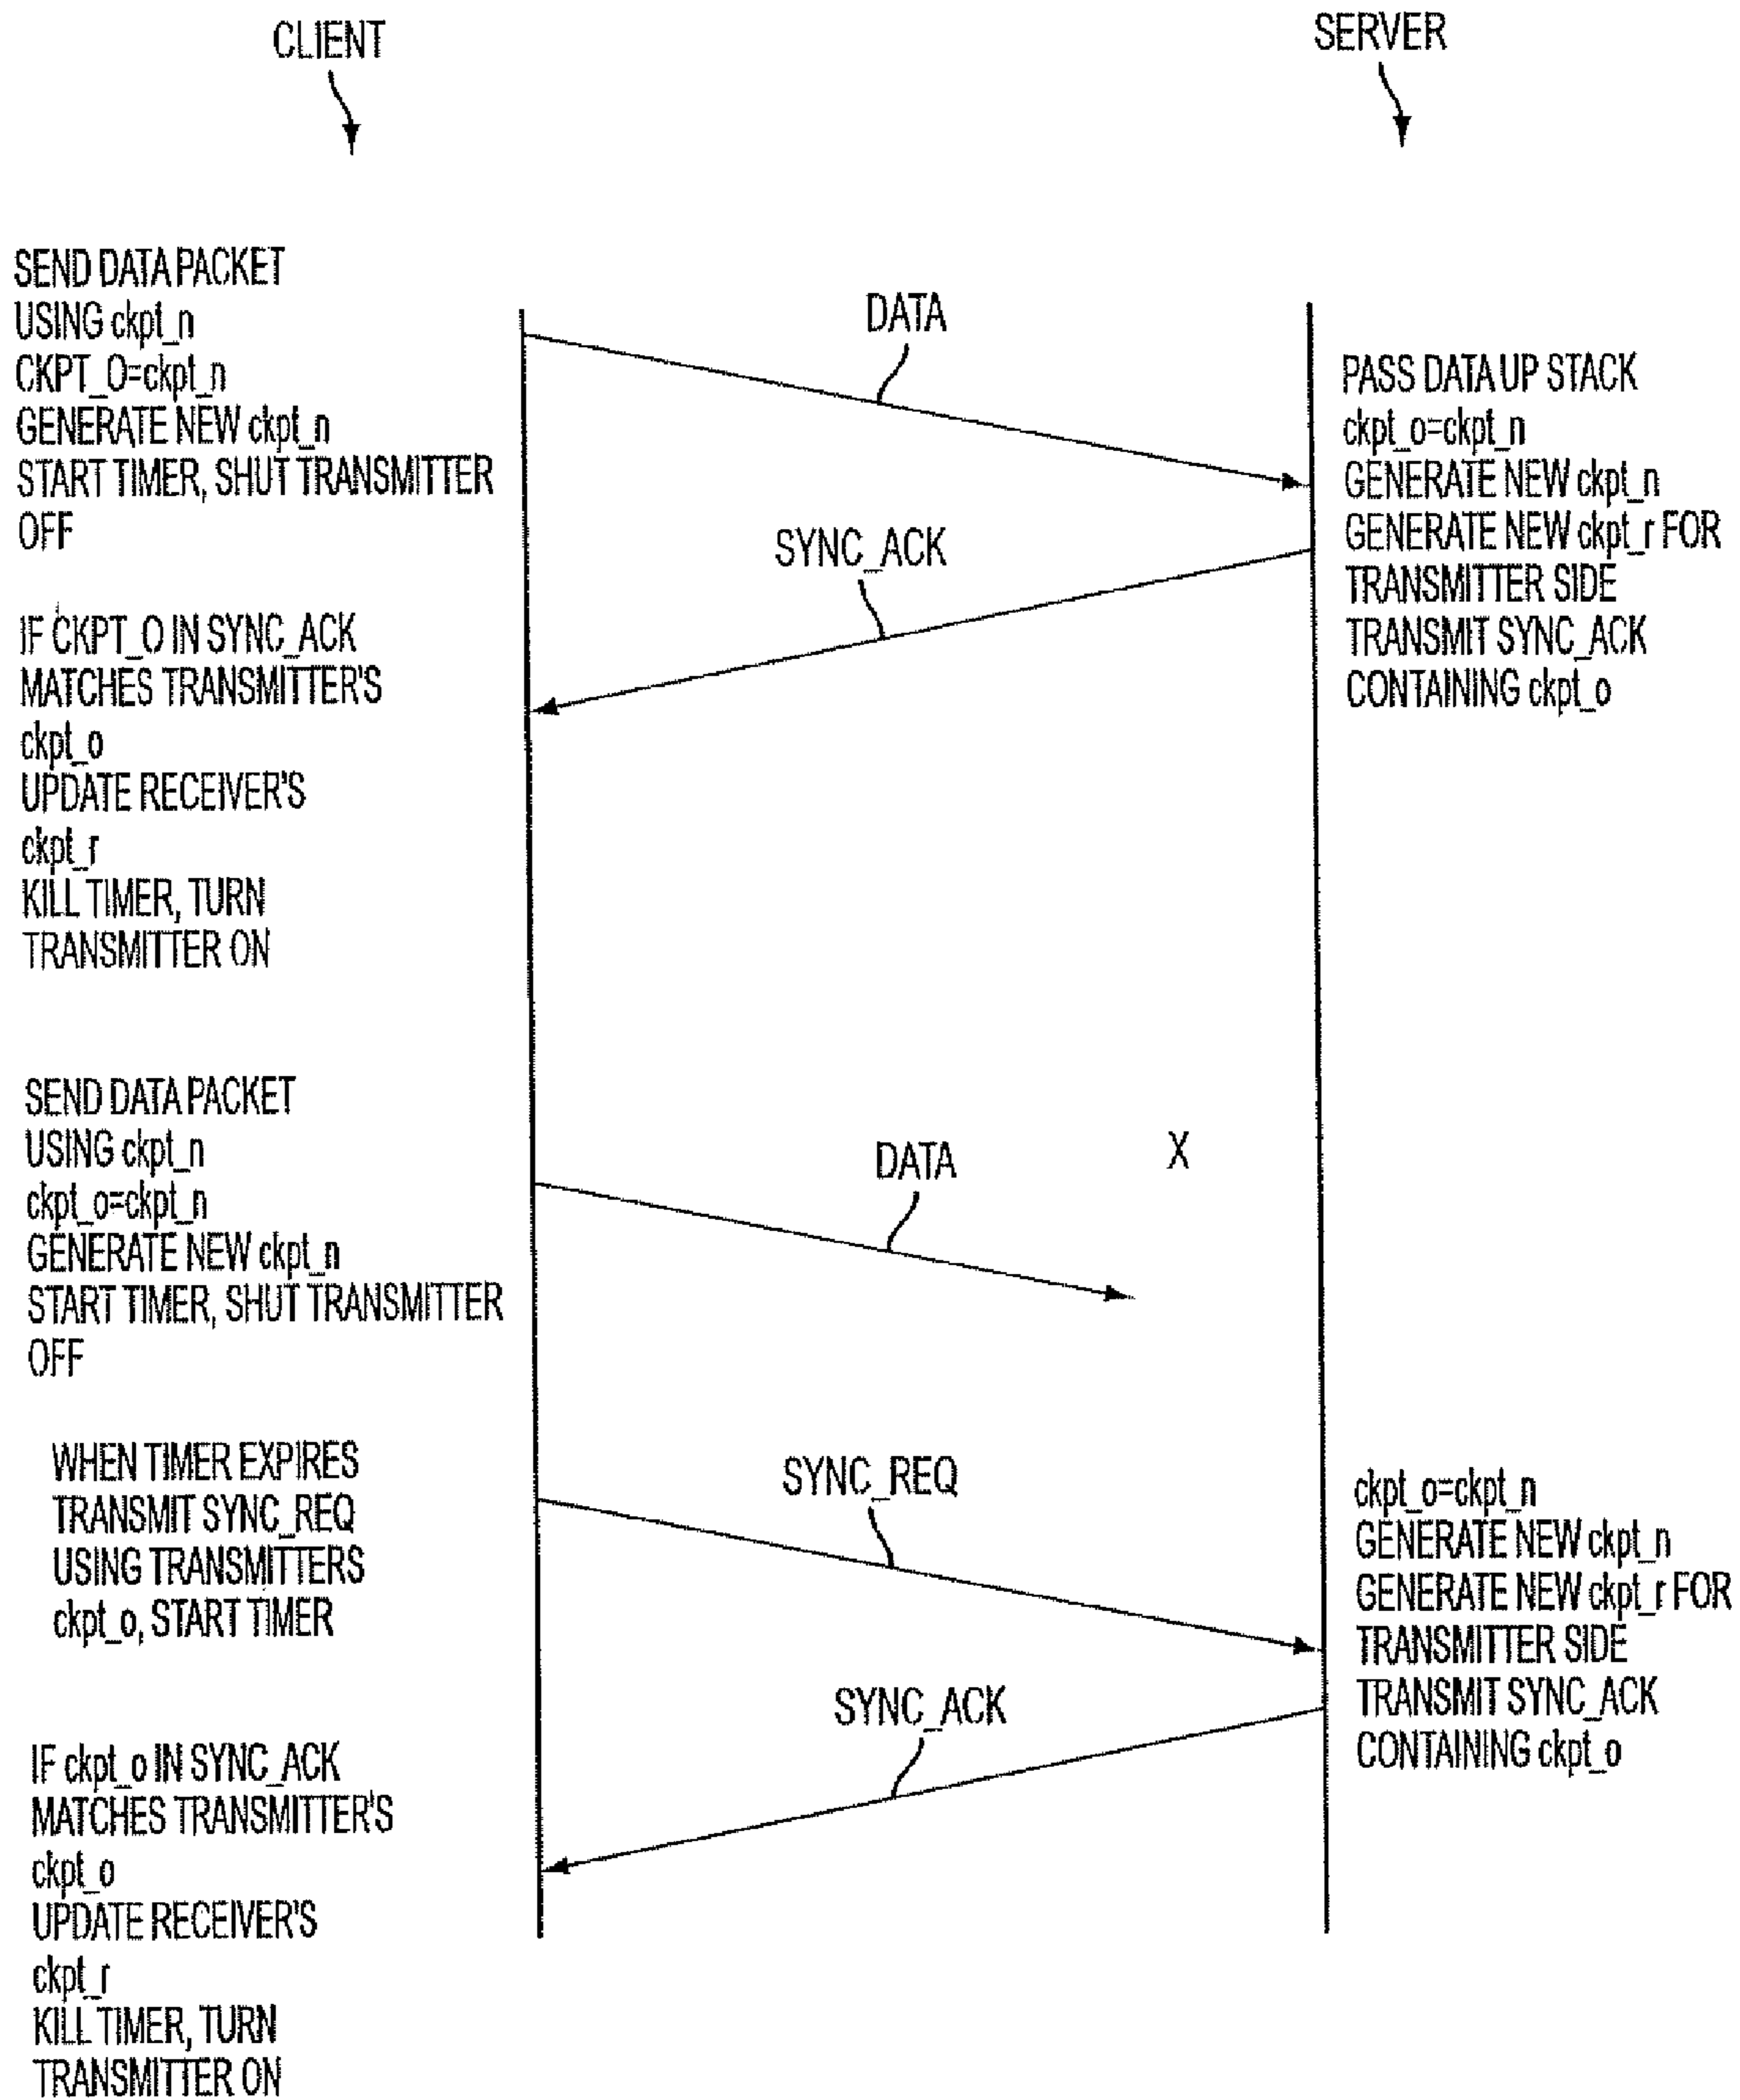 CLIENT
SERVER
SEND DATA PACKET
USING ckpt_n
CKPT_O=ckpt_n
GENERATE NEW ckpt_n
START TIMER, SHUT TRANSMITTER
OFF
DATA
PASS DATA UP STACK
ckpt_o=ckpt_n
GENERATE NEW ckpt_n
GENERATE NEW ckpt_r FOR
TRANSMITTER SIDE
TRANSMIT SYNC_ACK
CONTAINING ckpt_o
SYNC_ACK
IF CKPT_O IN SYNC_ACK
MATCHES TRANSMITTER'S
ckpt_o
UPDATE RECEIVER'S
ckpt_r
KILL TIMER, TURN
TRANSMITTER ON
SEND DATA PACKET
USING ckpt_n
ckpt_o=ckpt_n
GENERATE NEW ckpt_n
START TIMER, SHUT TRANSMITTER
OFF
DATA
X
WHEN TIMER EXPIRES
TRANSMIT SYNC_REQ
USING TRANSMITTERS
ckpt_o, START TIMER
SYNC_REQ
ckpt_o=ckpt_n
GENERATE NEW ckpt_n
GENERATE NEW ckpt_r FOR
TRANSMITTER SIDE
TRANSMIT SYNC_ACK
CONTAINING ckpt_o
SYNC_ACK
IF ckpt_o IN SYNC_ACK
MATCHES TRANSMITTER'S
ckpt_o
UPDATE RECEIVER'S
ckpt_r
KILL TIMER, TURN
TRANSMITTER ON